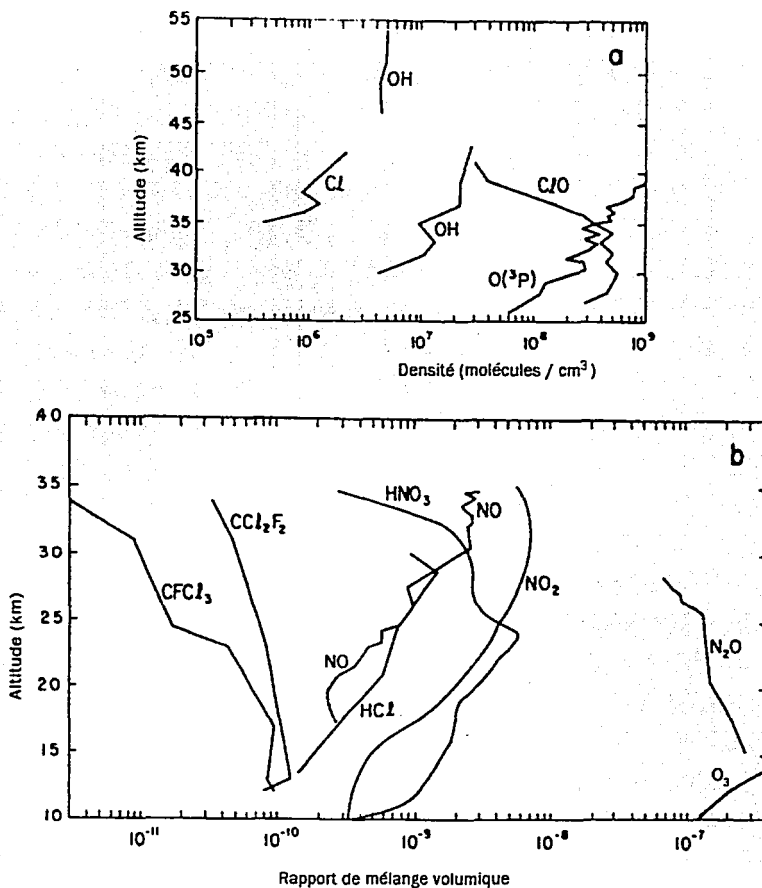 a
55
50
45
40
35
30
25
Altitude (km)
OH
Cl
OH
ClO
O(³P)
10⁵
10⁶
10⁷
10⁸
10⁹
Densité (molécules / cm³)
b
40
35
30
25
20
15
10
Altitude (km)
HNO₃
NO
CCl₂F₂
CFCl₃
NO₂
NO
HCl
N₂O
O₃
10⁻¹¹
10⁻¹⁰
10⁻⁹
10⁻⁸
10⁻⁷
Rapport de mélange volumique